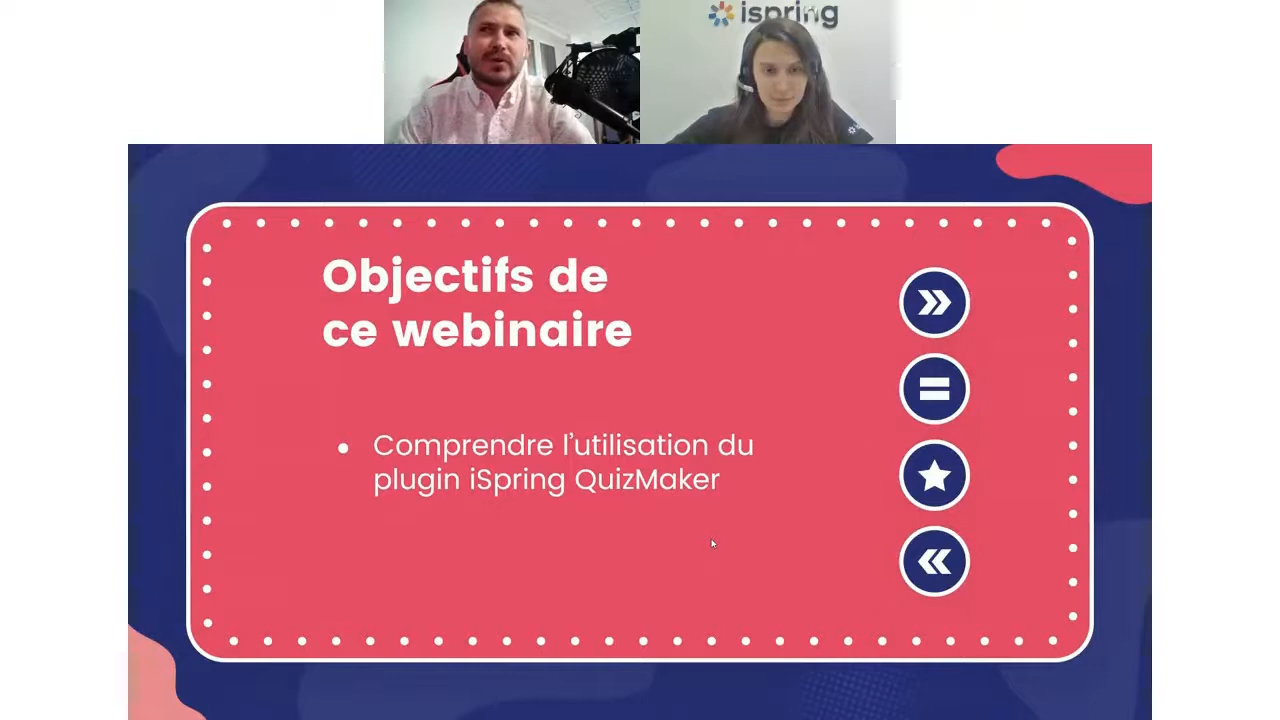 ispring
Objectifs de
ce webinaire
• Comprendre l’utilisation du
plugin iSpring QuizMaker